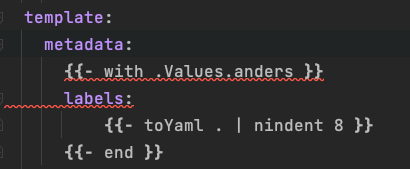 template:
metadata:
{{- with .Values.anders }}
labels:
{{- toYaml . | nindent 8 }}
{{- end }}